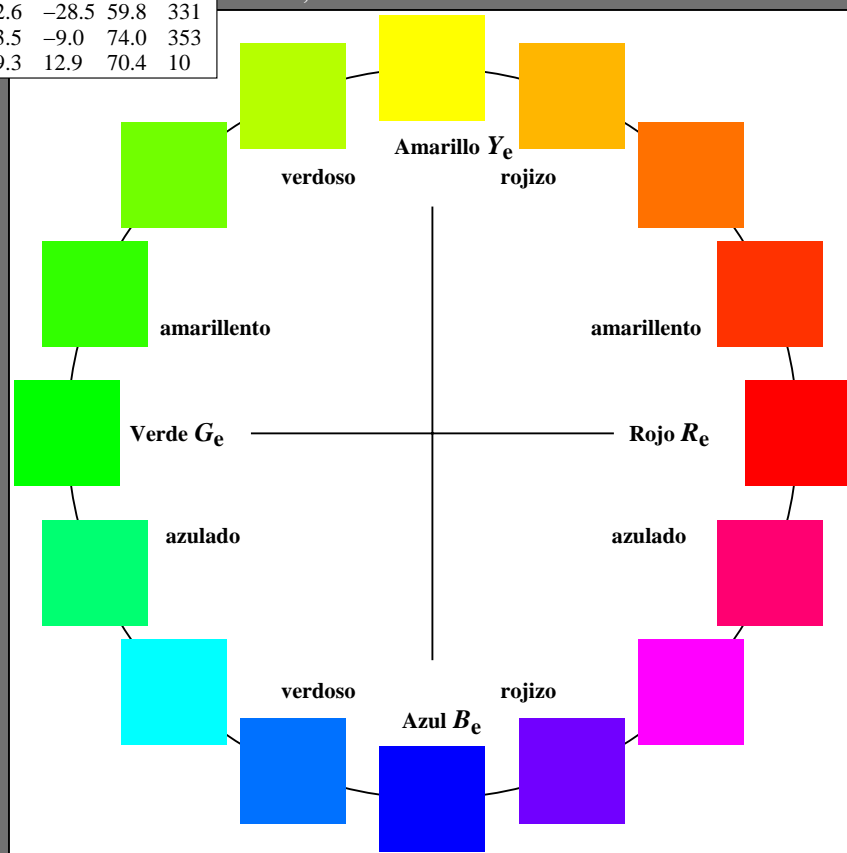 −28.5 59.8 331
−9.0 74.0 353
12.9 70.4 10
Amarillo Ye
verdoso rojizo
amarillento amarillento
Verde Ge Rojo Re
azulado azulado
verdoso rojizo
Azul Be